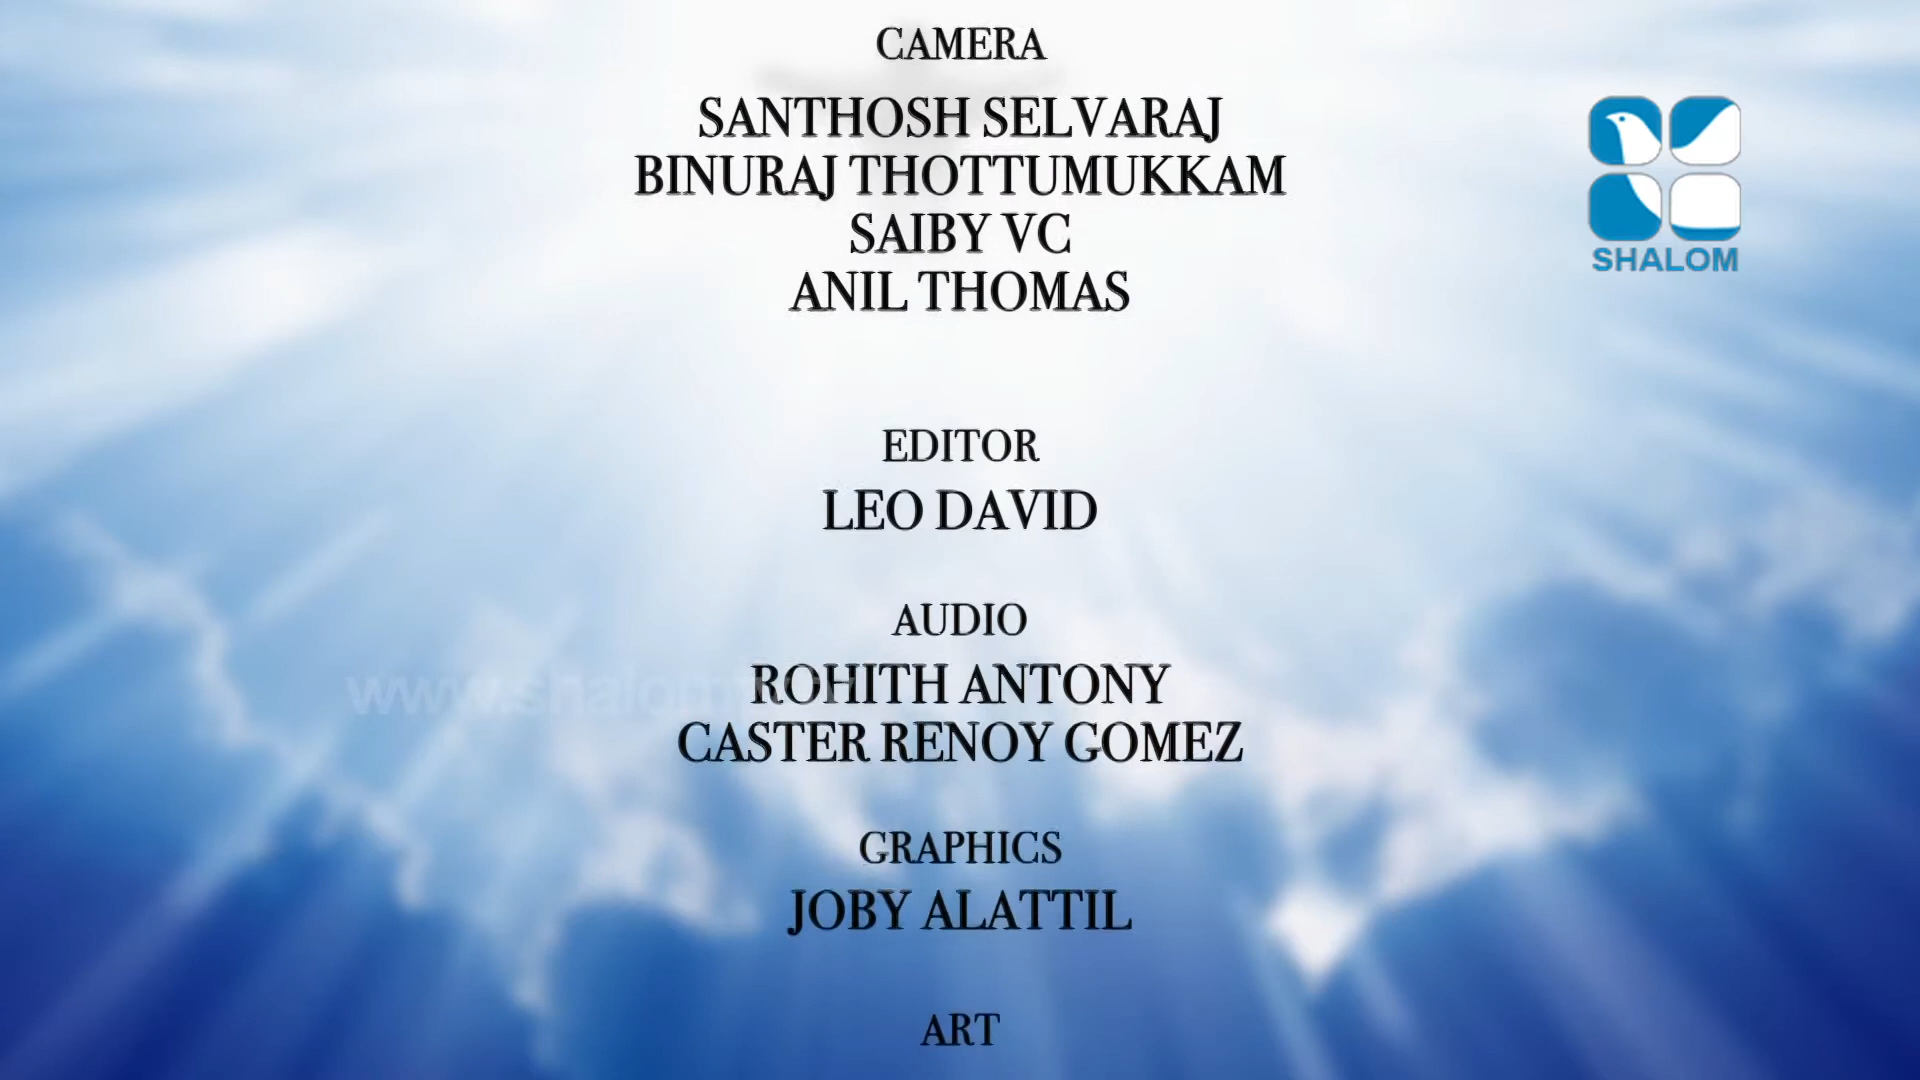 CAMERA
SANTHOSH SELVARAJ
BINURAJ THOTTUMUKKAM
SAIBY VC
ANIL THOMAS
SHALOM
EDITOR
LEO DAVID
AUDIO
ROHITH ANTONY
CASTER RENOY GOMEZ
GRAPHICS
JOBY ALATTIL
ART